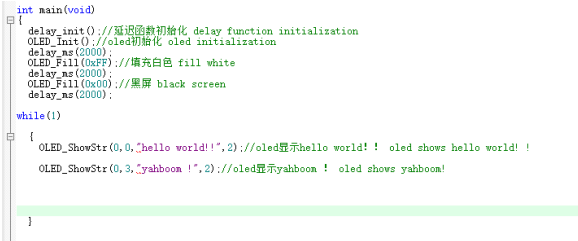 int main(void)
{
delay_init();//延迟函数初始化 delay function initialization
OLED_Init();//oled初始化 oled initialization
delay_ms(2000);
OLED_Fill(0xFF);//填充白色 fill white
delay_ms(2000);
OLED_Fill(0x00);//黑屏 black screen
delay_ms(2000);
while(1)
{
OLED_ShowStr(0,0,"hello world!!",2);//oled显示hello world！！ oled shows hello world! !
OLED_ShowStr(0,3,"yahboom !",2);//oled显示yahboom ！ oled shows yahboom!
}